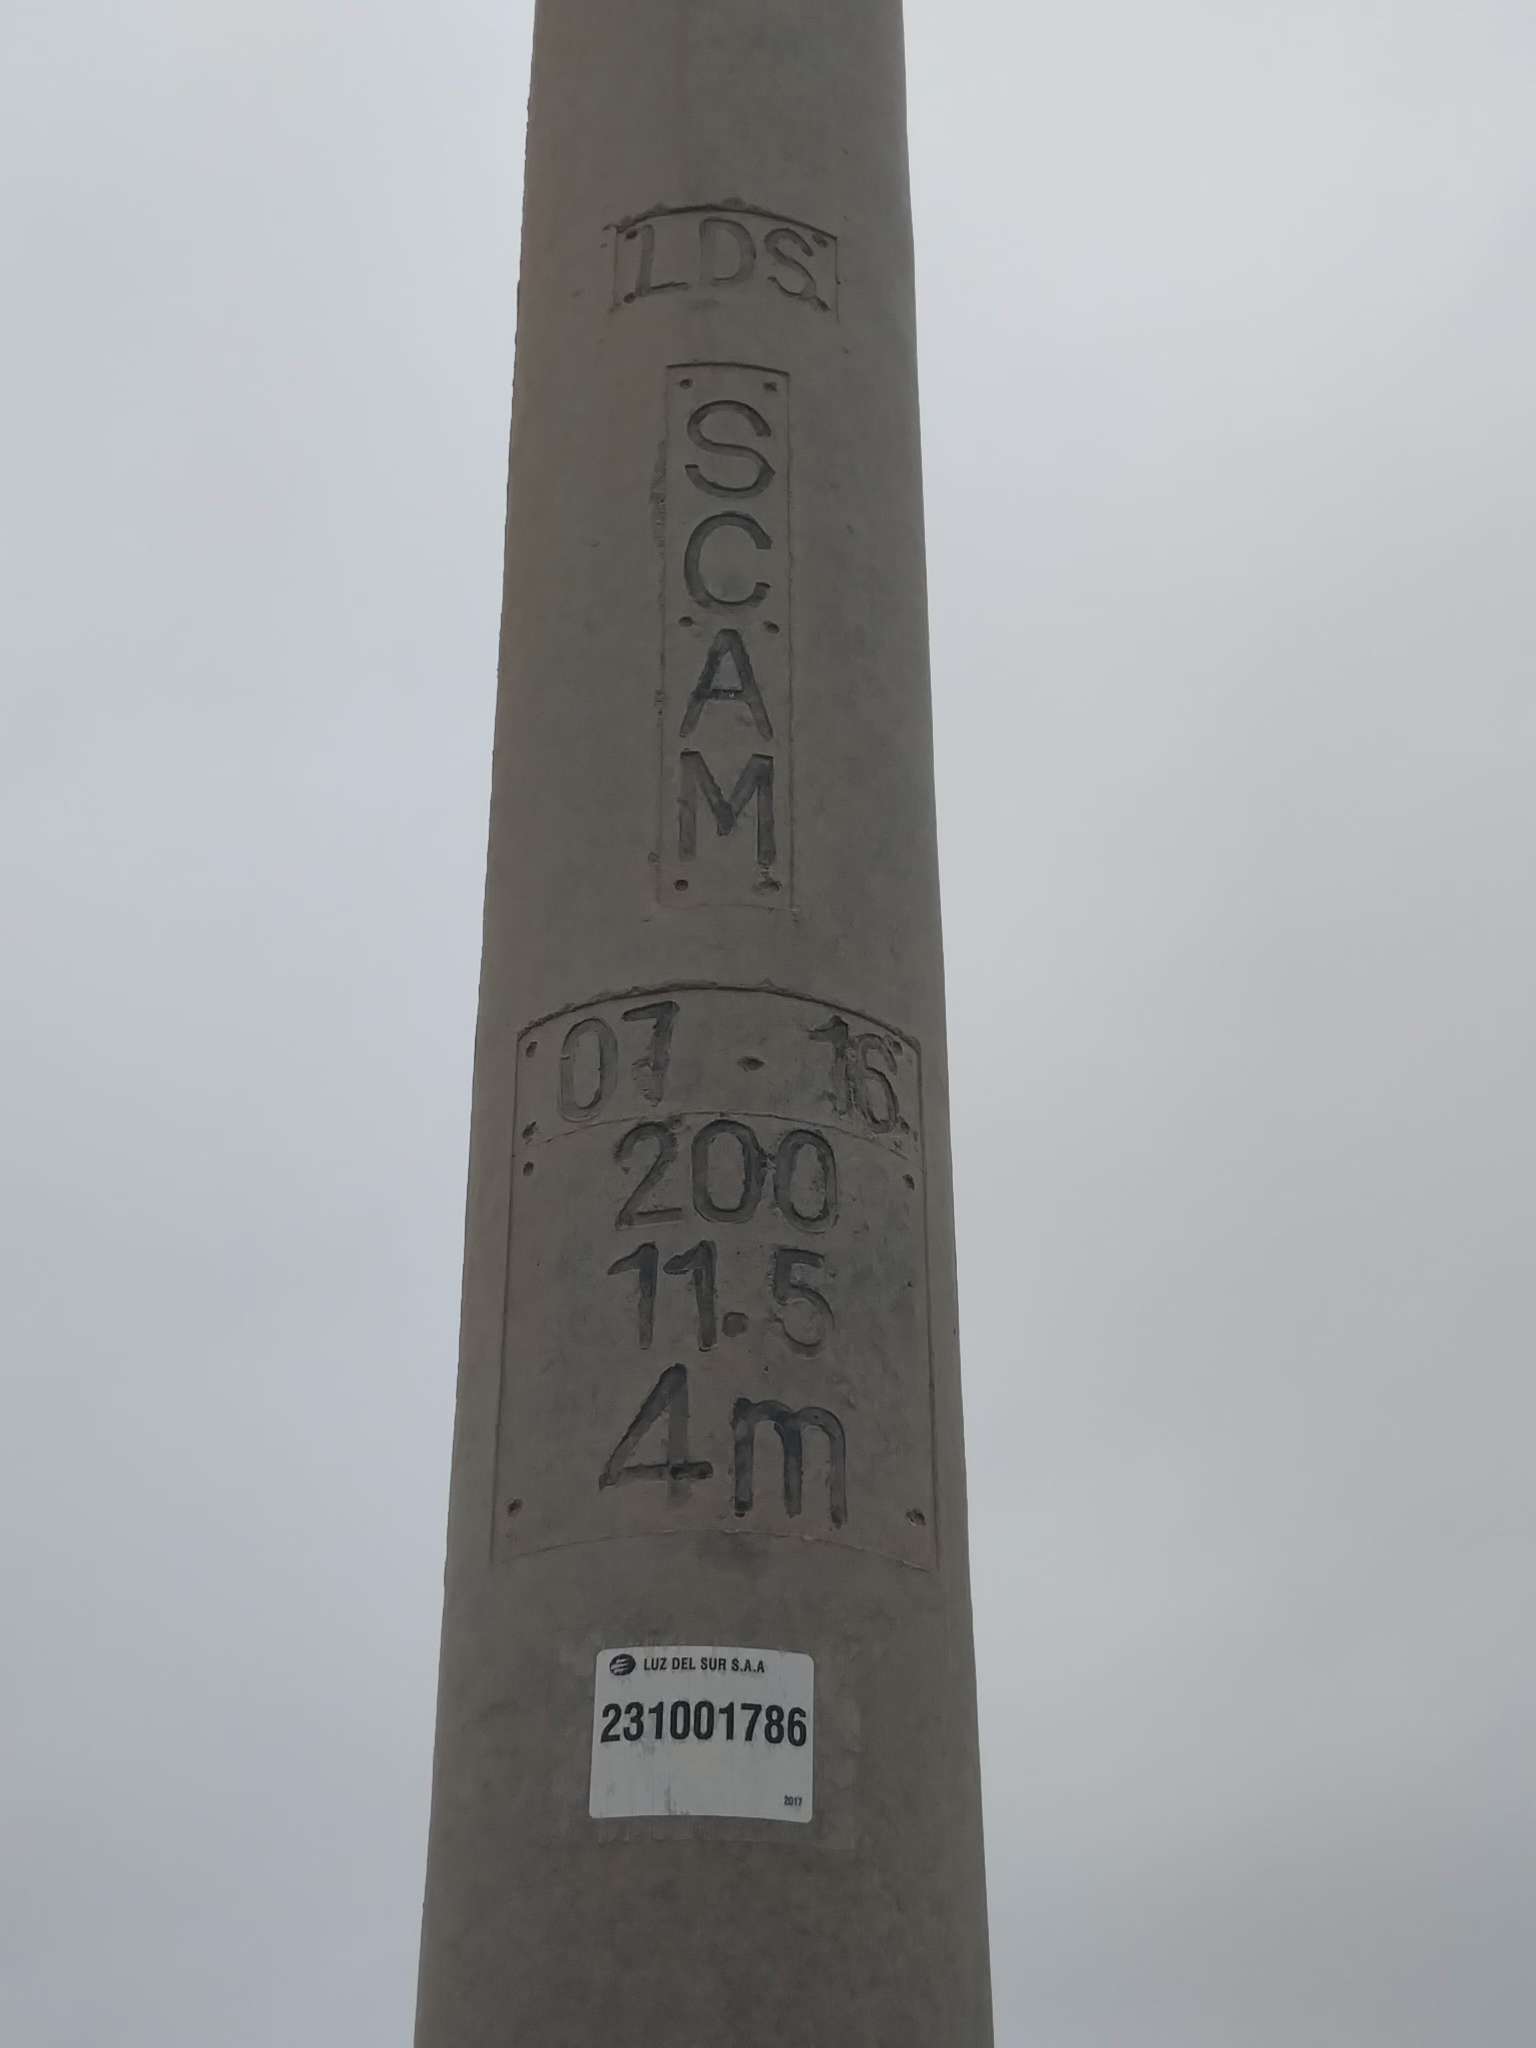 LDS
S
C
A
M
07 - 16
200
11.5
4m
LUZ DEL SUR S.A.A
231001786
2017